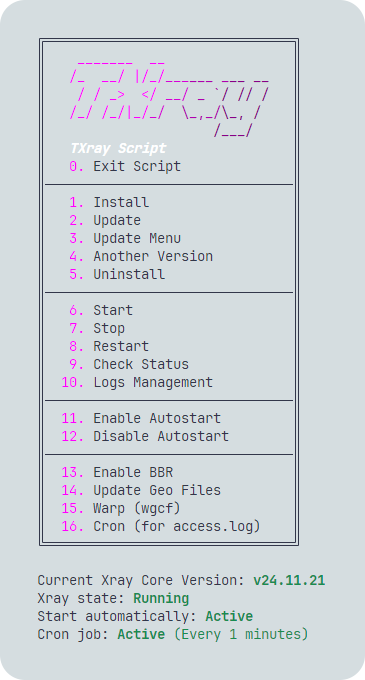 TXray Script
0. Exit Script
1. Install
2. Update
3. Update Menu
4. Another Version
5. Uninstall
6. Start
7. Stop
8. Restart
9. Check Status
10. Logs Management
11. Enable Autostart
12. Disable Autostart
13. Enable BBR
14. Update Geo Files
15. Warp (wgcf)
16. Cron (for access.log)
Current Xray Core Version: v24.11.21
Xray state: Running
Start automatically: Active
Cron job: Active (Every 1 minutes)